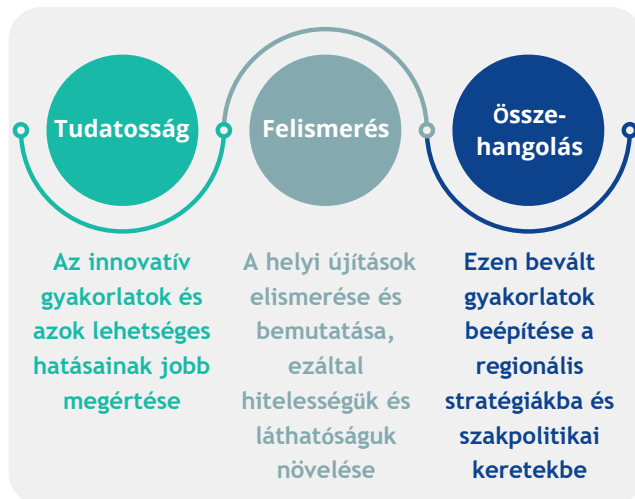 Tudatosság
Az innovatív
gyakorlatok és
azok lehetséges
hatásainak jobb
megértése
Felismerés
A helyi újítások
elismerése és
bemutatása,
ezáltal
hitelességük és
láthatóságuk
növelése
Össze-
hangolás
Ezen bevált
gyakorlatok
beépítése a
regionális
stratégiákba és
szakpolitikai
keretekbe